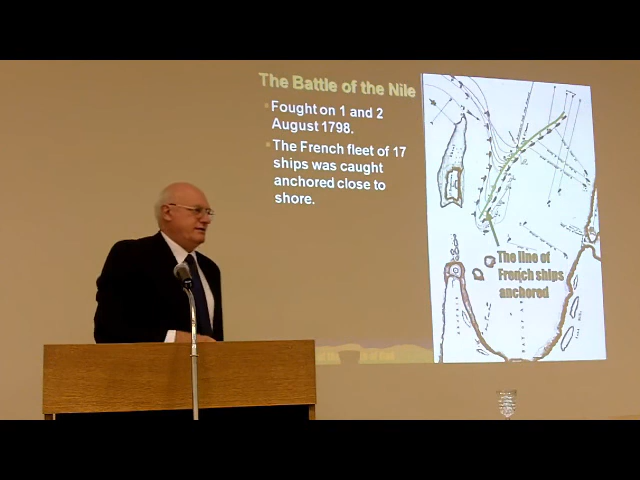 The Battle of the Nile
Fought on 1 and 2
August 1798.
The French fleet of 17
ships was caught
anchored close to
shore.
The line of
French ships
anchored